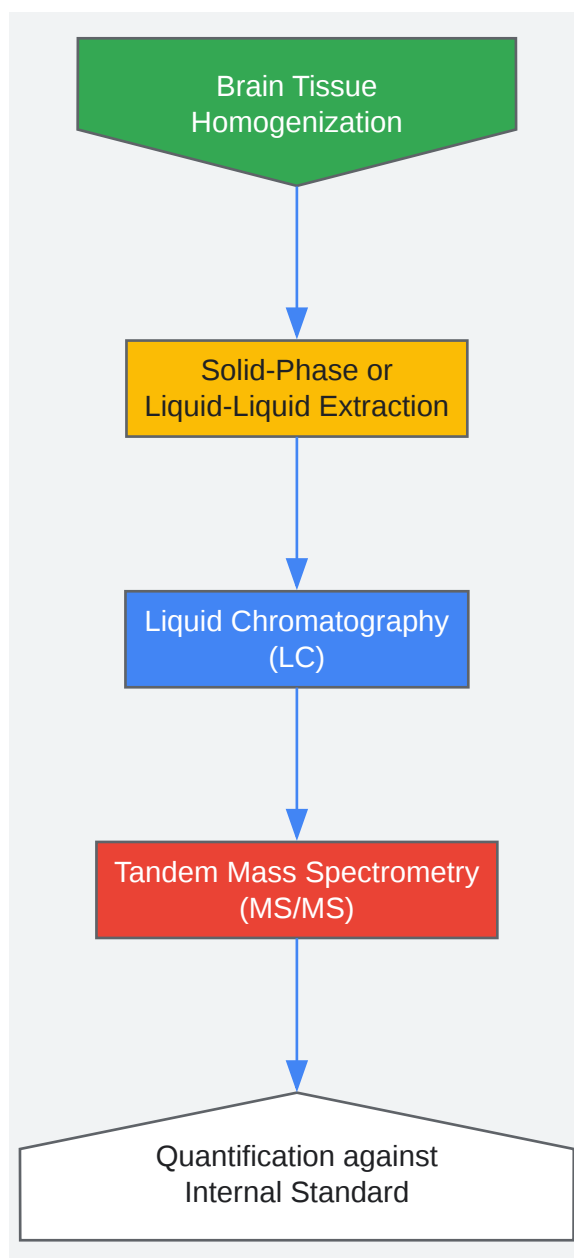 Brain Tissue
Homogenization
Solid-Phase or
Liquid-Liquid Extraction
Liquid Chromatography
(LC)
Tandem Mass Spectrometry
(MS/MS)
Quantification against
Internal Standard